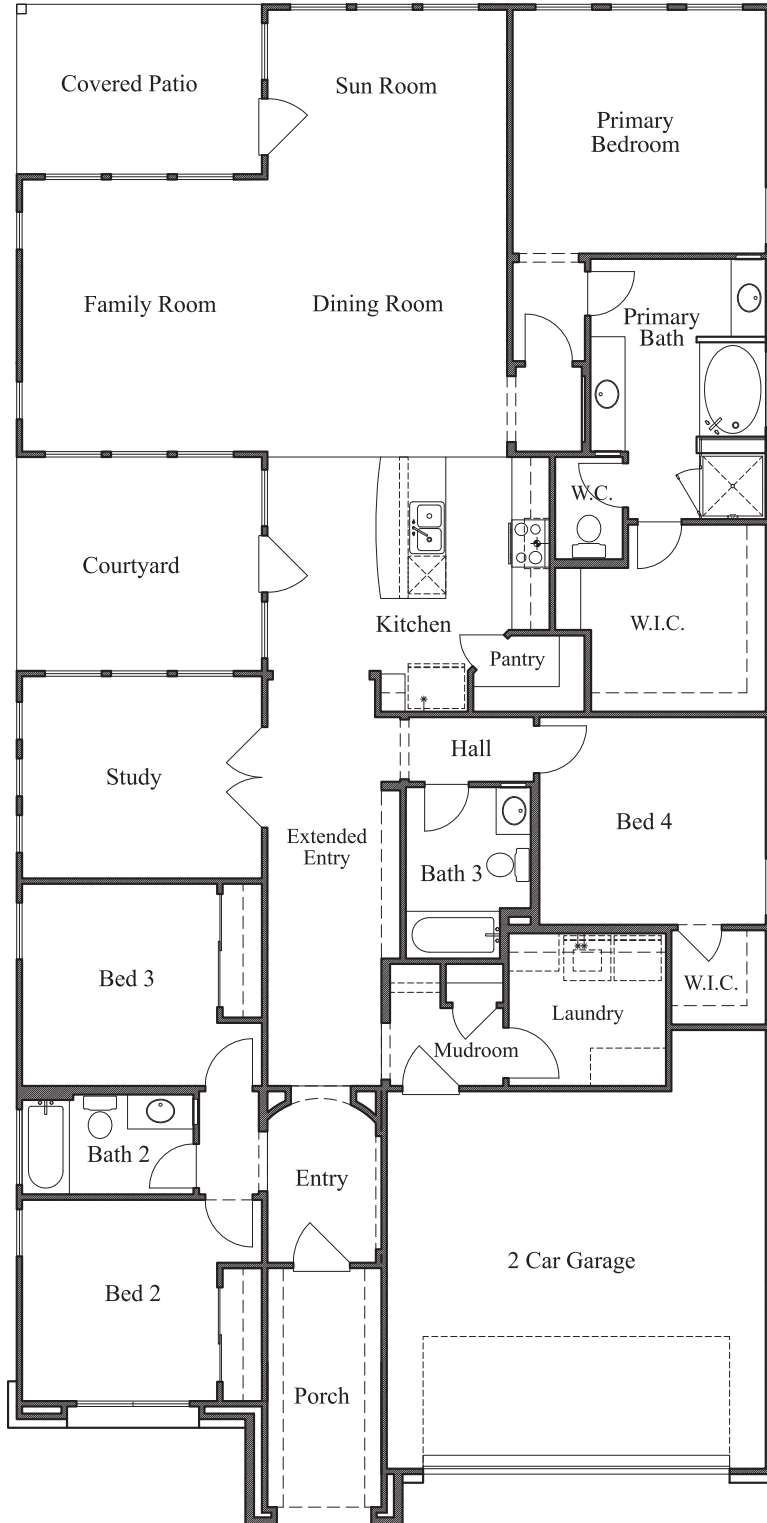 Covered Patio
Sun Room
Primary
Bedroom
Family Room
Dining Room
Primary
Bath
W.C.
Courtyard
Kitchen
W.I.C.
Pantry
Hall
Study
Extended
Entry
Bed 4
Bath 3
Bed 3
W.I.C.
Laundry
Mudroom
Bath 2
Entry
2 Car Garage
Bed 2
Porch